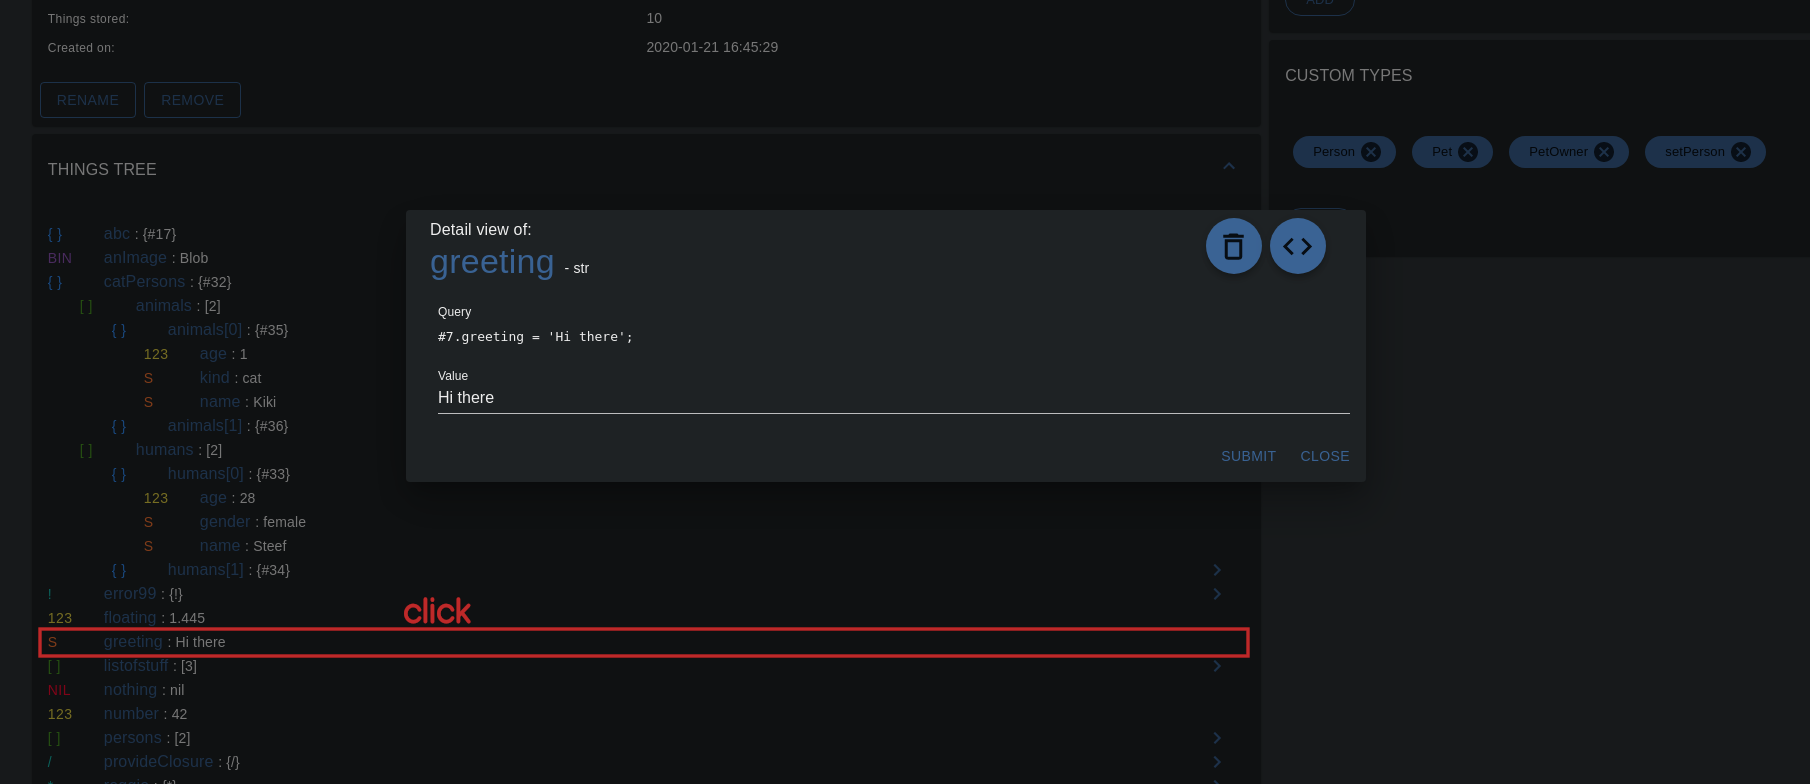 Things stored: 10
ADD
Created on: 2020-01-21 16:45:29
RENAME REMOVE
CUSTOM TYPES
Person Pet PetOwner setPerson
THINGS TREE
Detail view of:
greeting - str
Query
#7.greeting = 'Hi there';
Value
Hi there
SUBMIT CLOSE
{ } abc : {#17}
BIN anImage : Blob
{ } catPersons : {#32}
[ ] animals : [2]
{ } animals[0] : {#35}
123 age : 1
S kind : cat
S name : Kiki
{ } animals[1] : {#36}
[ ] humans : [2]
{ } humans[0] : {#33}
123 age : 28
S gender : female
S name : Steef
{ } humans[1] : {#34}
! error99 : {!}
click
123 floating : 1.445
S greeting : Hi there
[ ] listofstuff : [3]
NIL nothing : nil
123 number : 42
[ ] persons : [2]
/ provideClosure : {/}